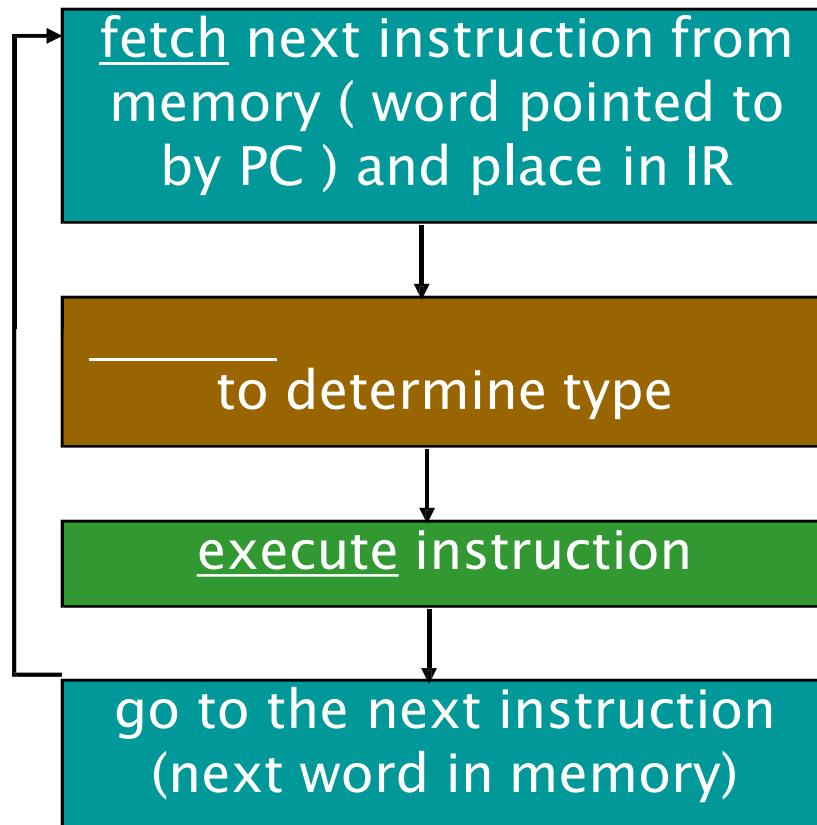 fetch next instruction from
memory ( word pointed to
by PC ) and place in IR
to determine type
execute instruction
go to the next instruction
(next word in memory)